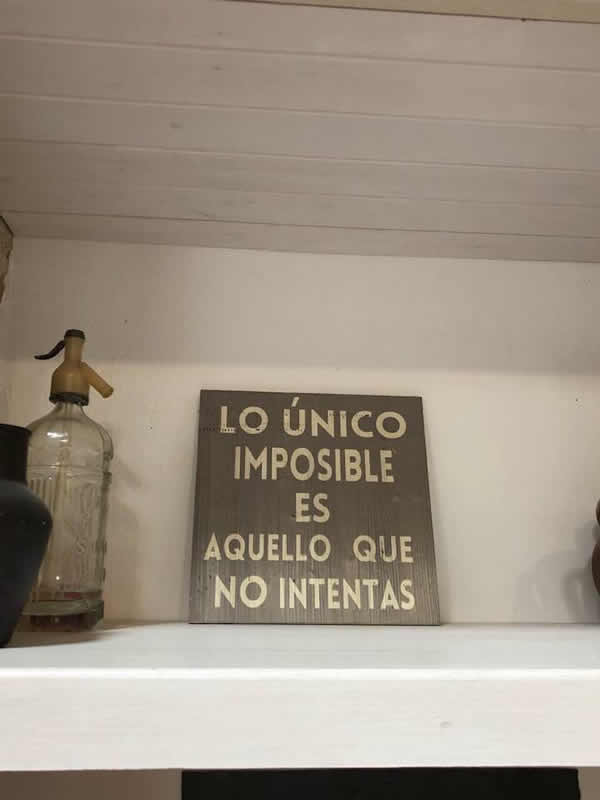 LO ÚNICO
IMPOSIBLE
ES
AQUELLO QUE
NO INTENTAS